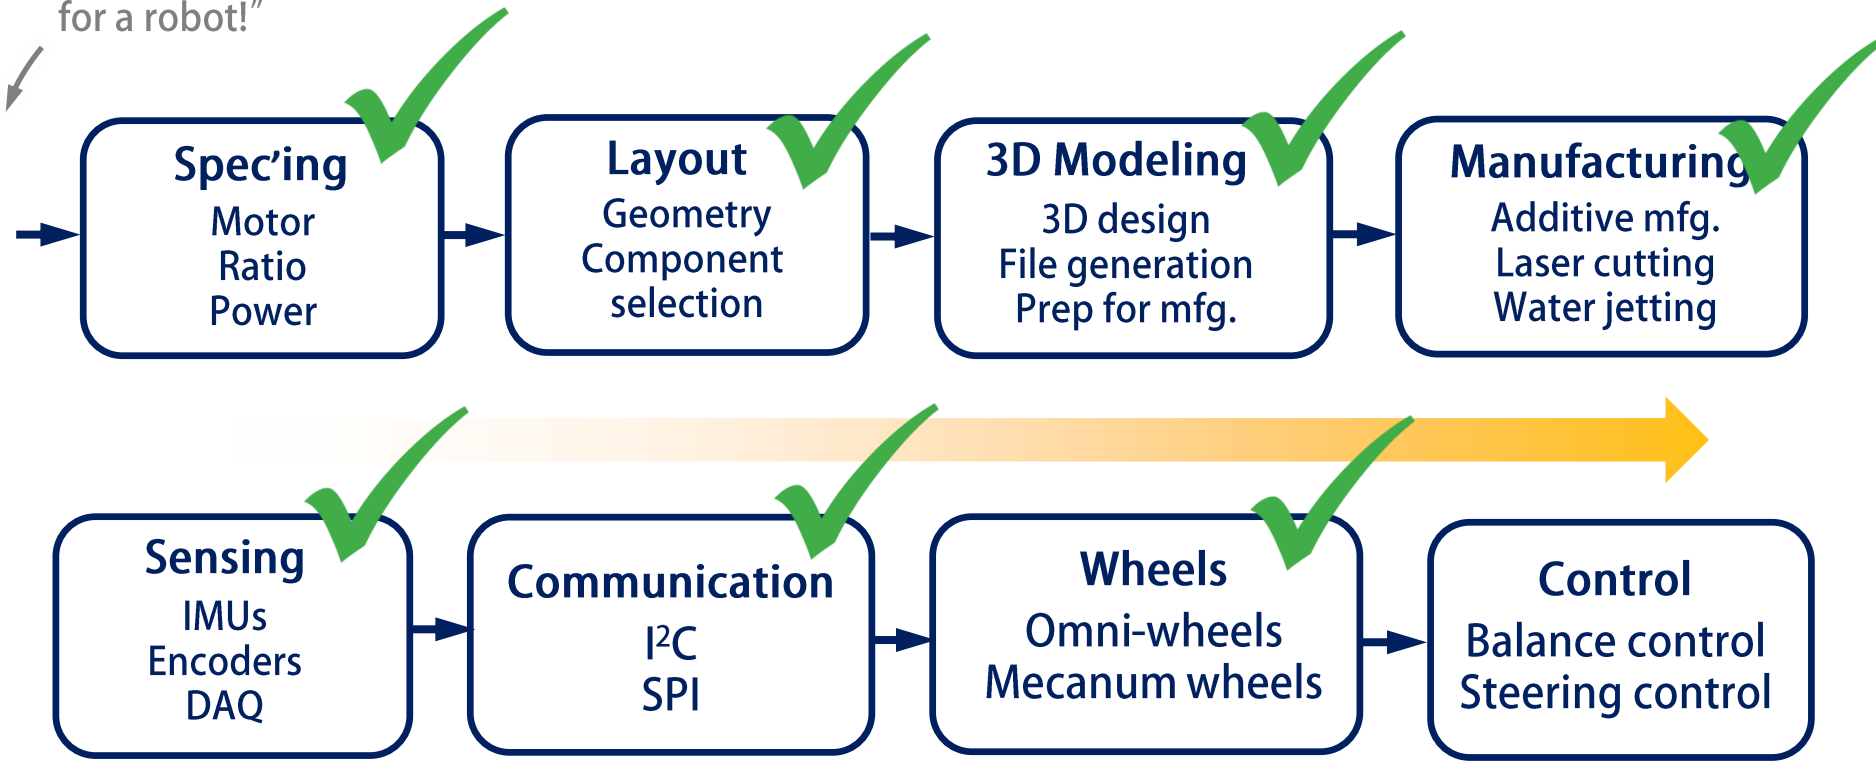 for a robot!”
Spec’ing
Motor
Ratio
Power
Layout
Geometry
Component
selection
3D Modeling
3D design
File generation
Prep for mfg.
Manufacturing
Additive mfg.
Laser cutting
Water jetting
Sensing
IMUs
Encoders
DAQ
Communication
I²C
SPI
Wheels
Omni-wheels
Mecanum wheels
Control
Balance control
Steering control